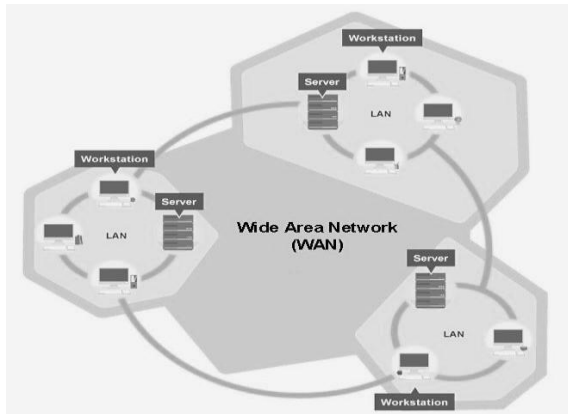 Workstation
Server
LAN
Workstation
Server
LAN
Wide Area Network
(WAN)
Server
LAN
Workstation